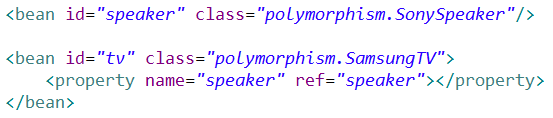 <bean id="speaker" class="polymorphism.SonySpeaker"/>
<bean id="tv" class="polymorphism.SamsungTV">
<property name="speaker" ref="speaker"></property>
</bean>